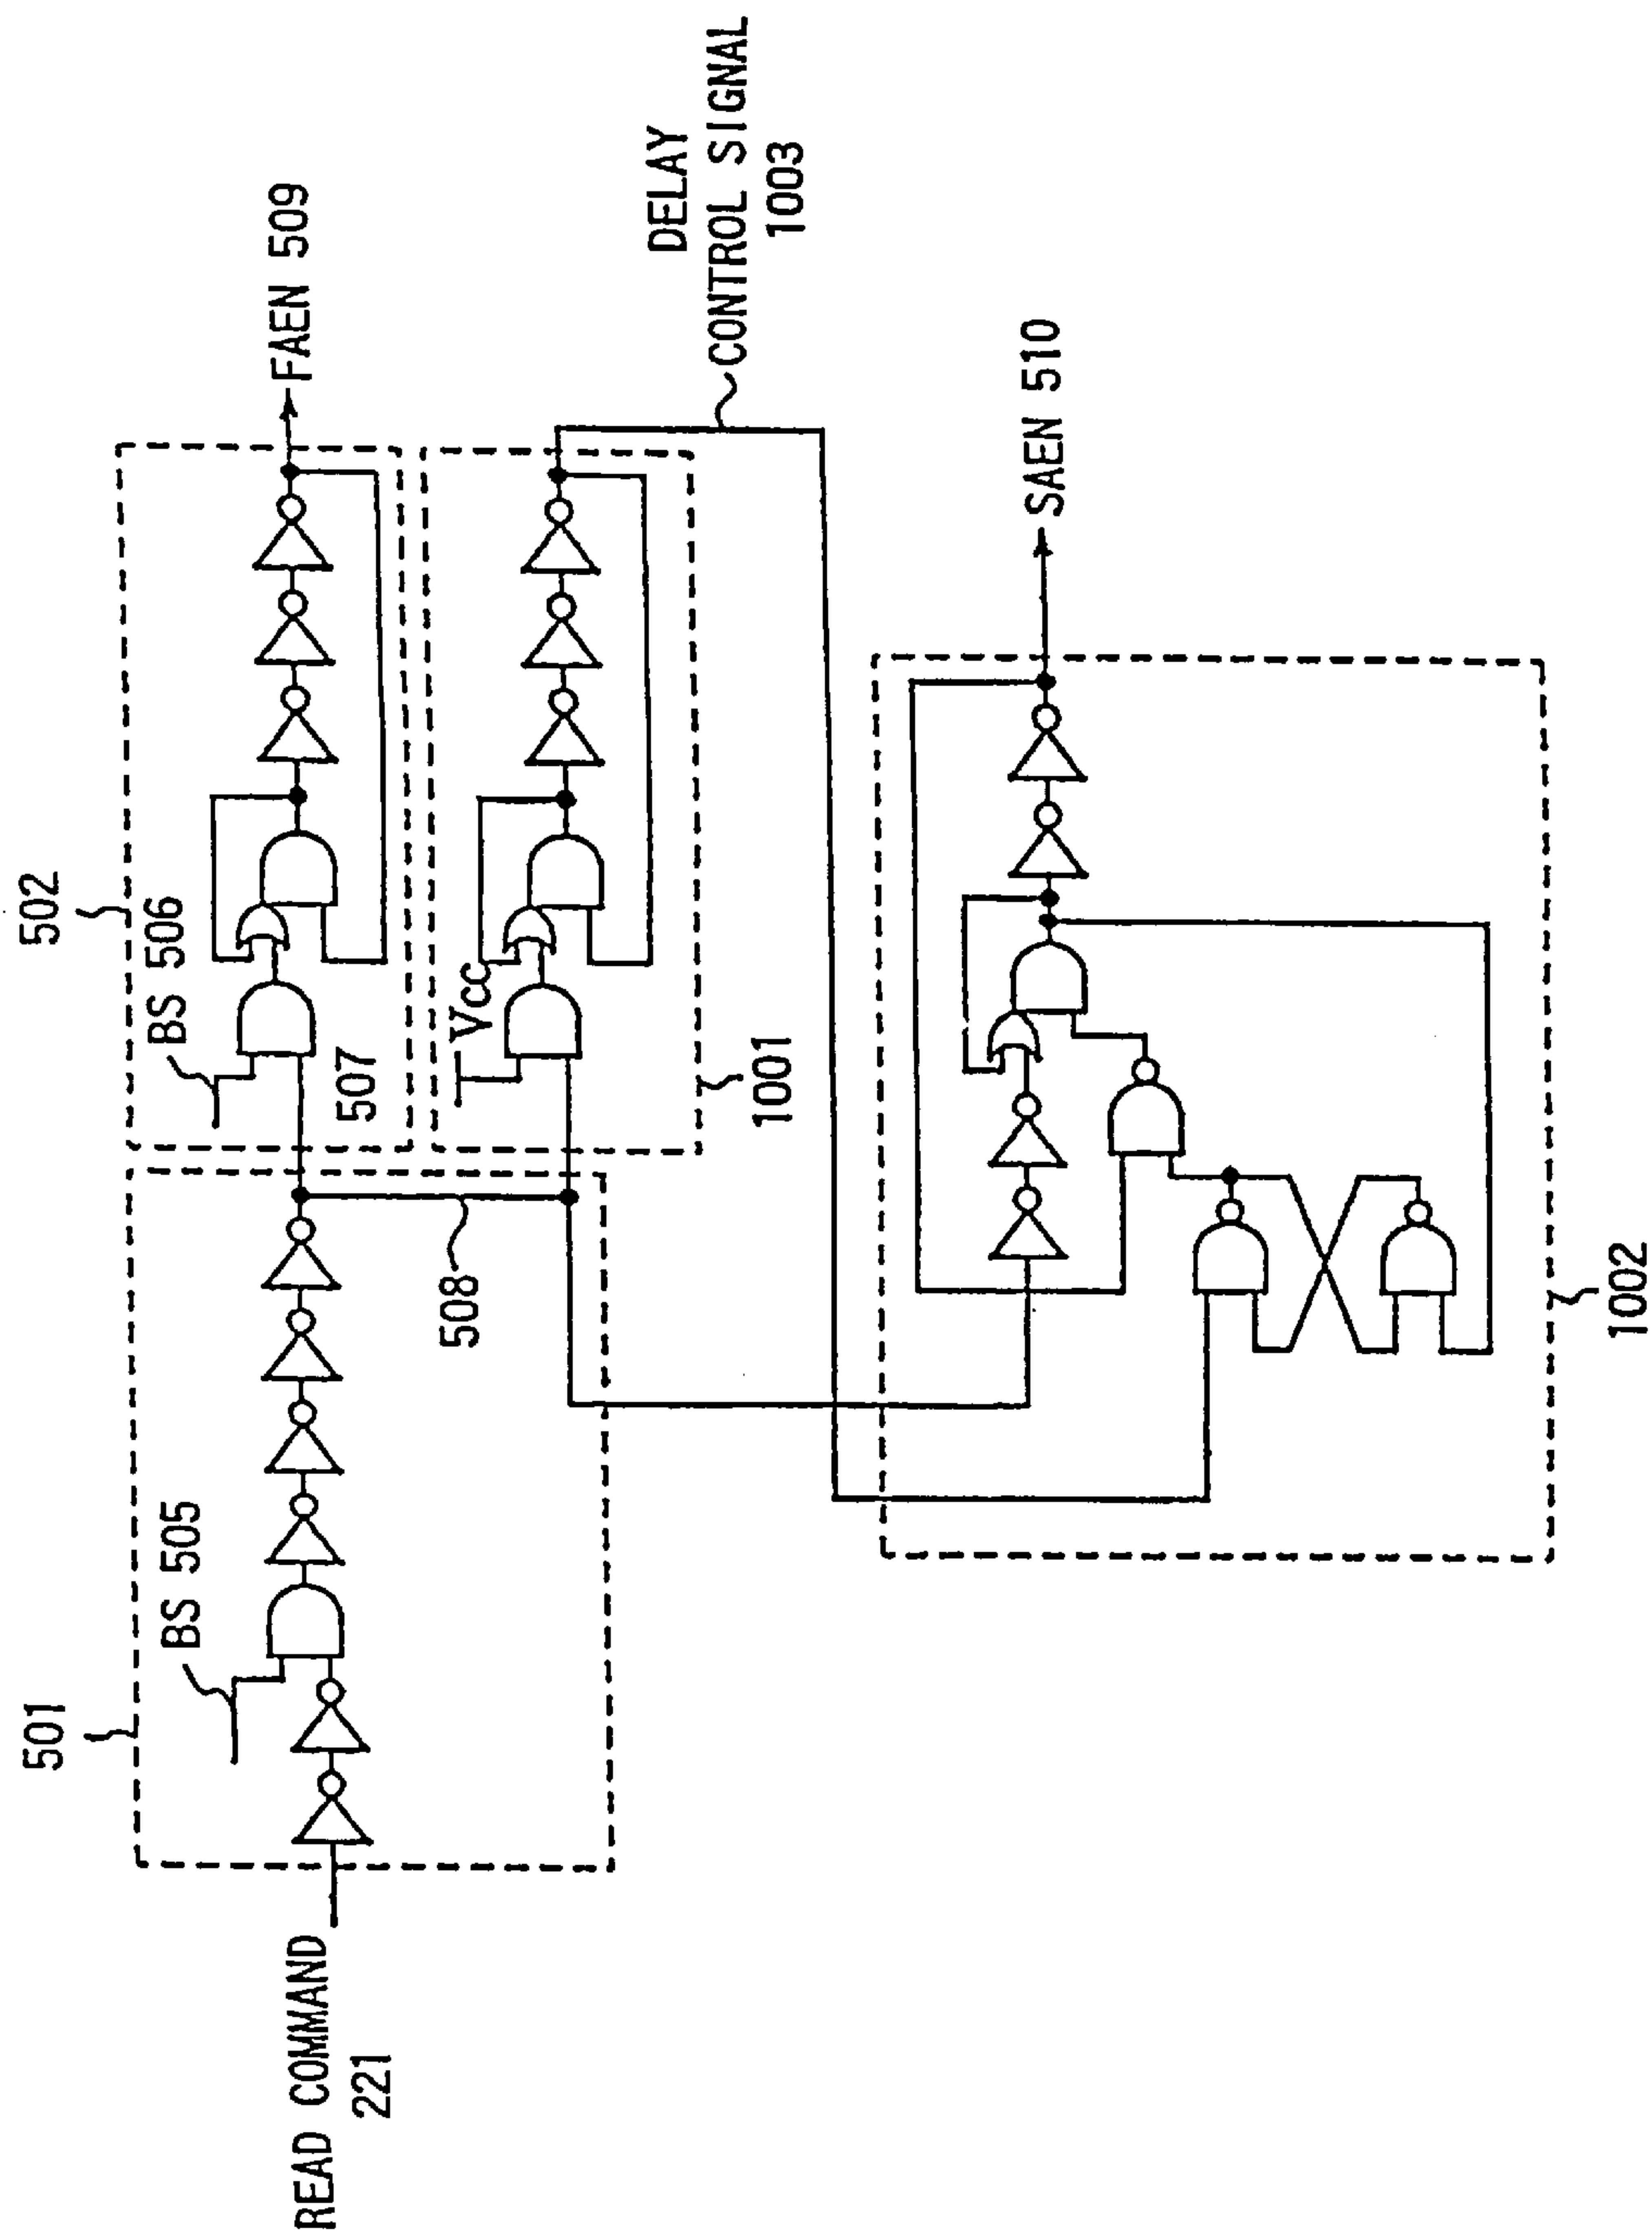 READ COMMAND
221
501
BS 505
508
502
BS 506
507
FAEN 509
Vcc
1001
DELAY
CONTROL SIGNAL
1003
SAEN 510
1002